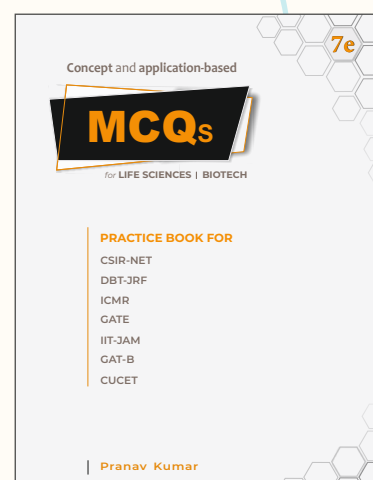 7e
Concept and application-based
MCQs
for LIFE SCIENCES | BIOTECH
PRACTICE BOOK FOR
CSIR-NET
DBT-JRF
ICMR
GATE
IIT-JAM
GAT-B
CUCET
Pranav Kumar